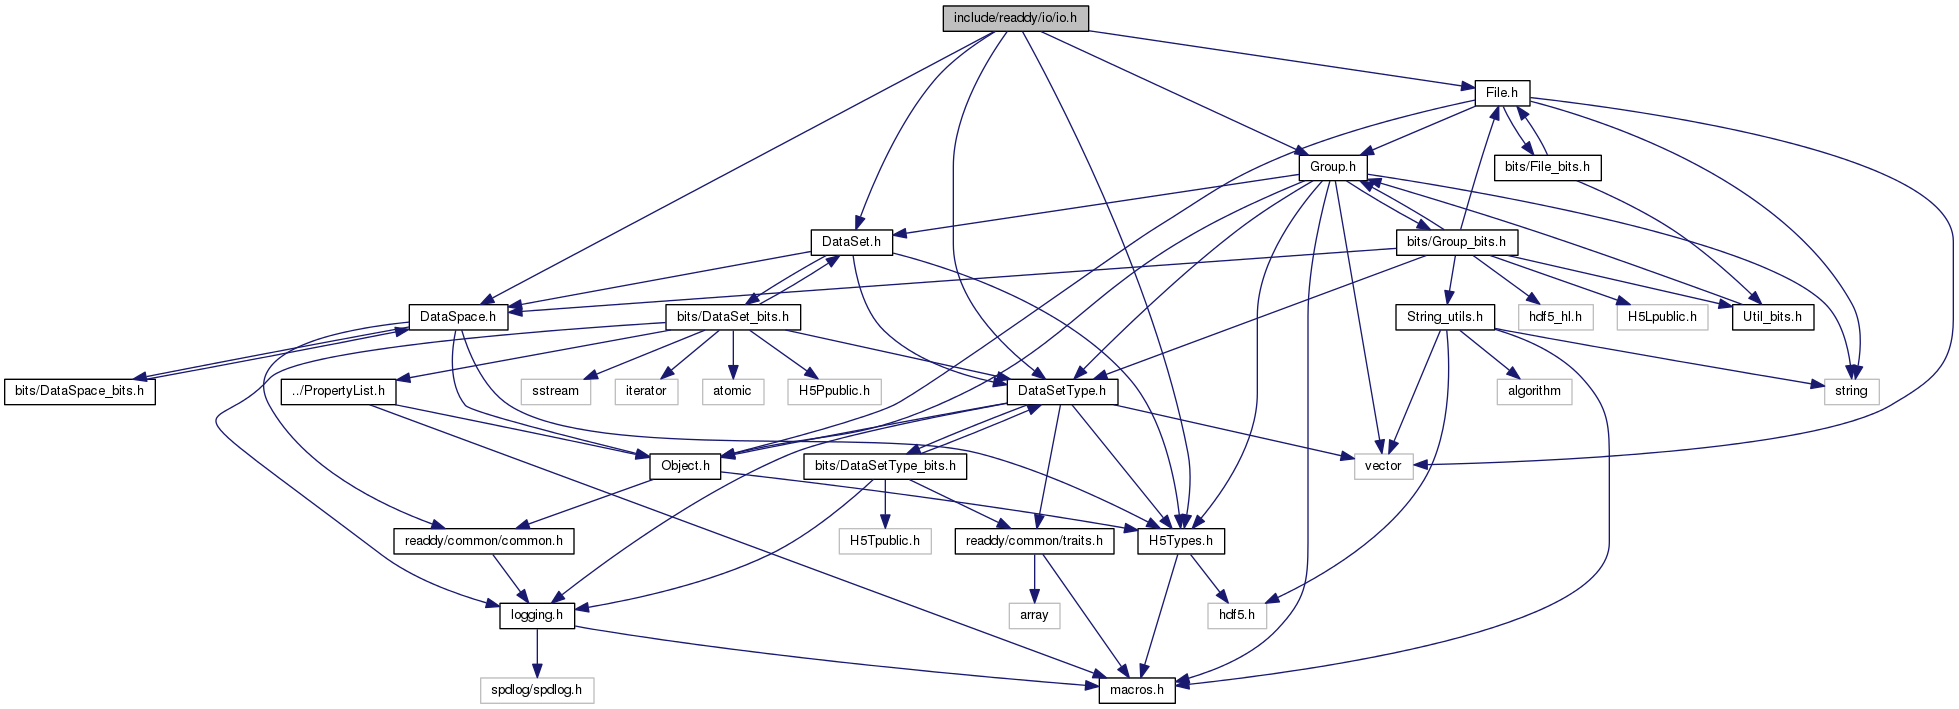 include/readdy/io/io.h
File.h
Group.h
bits/File_bits.h
DataSet.h
bits/Group_bits.h
DataSpace.h
bits/DataSet_bits.h
String_utils.h
hdf5_hl.h
H5Lpublic.h
Util_bits.h
bits/DataSpace_bits.h
../PropertyList.h
sstream
iterator
atomic
H5Ppublic.h
DataSetType.h
algorithm
string
Object.h
bits/DataSetType_bits.h
vector
readdy/common/common.h
H5Tpublic.h
readdy/common/traits.h
H5Types.h
logging.h
array
hdf5.h
spdlog/spdlog.h
macros.h